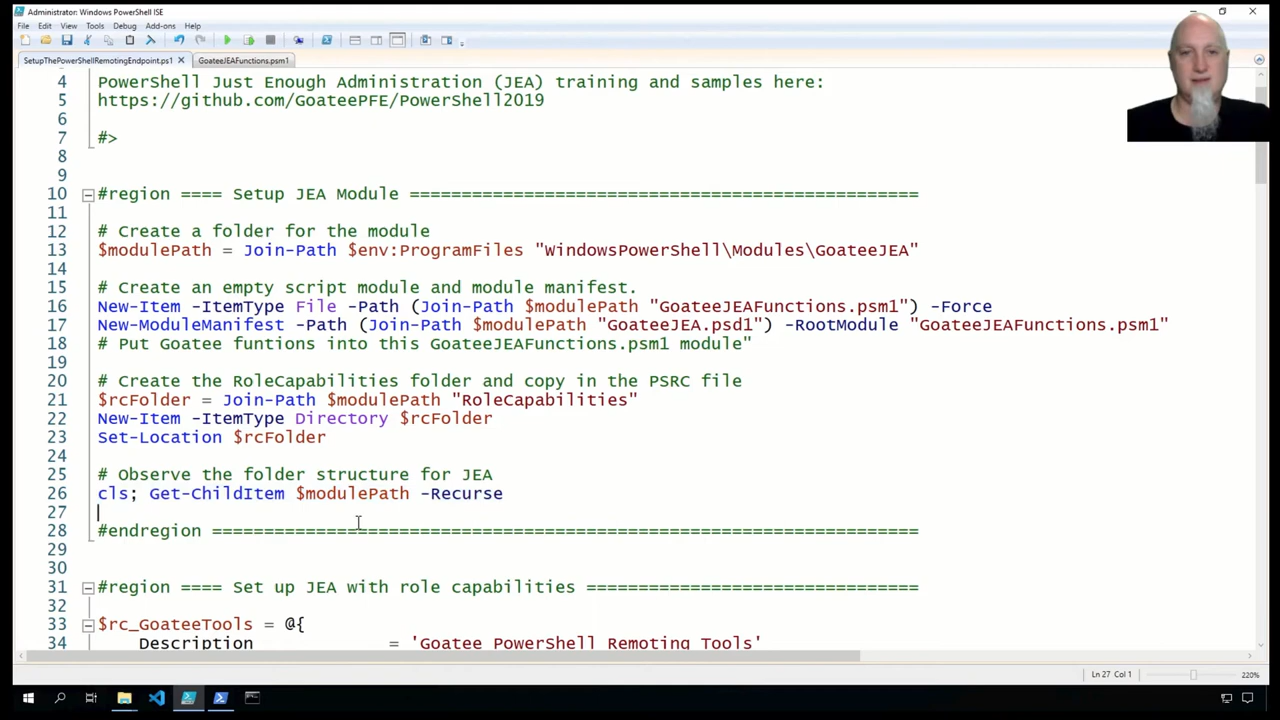 Administrator: Windows PowerShell ISE
File Edit View Tools Debug Add-ons Help
SetupThePowerShellRemotingEndpoint.ps1 GoateeJEAFunctions.psm1
4 PowerShell Just Enough Administration (JEA) training and samples here:
5 https://github.com/GoateePFE/PowerShell2019
6
7 #>
8
9
10 #region ==== Setup JEA Module =================================================
11
12 # Create a folder for the module
13 $modulePath = Join-Path $env:ProgramFiles "WindowsPowerShell\Modules\GoateeJEA"
14
15 # Create an empty script module and module manifest.
16 New-Item -ItemType File -Path (Join-Path $modulePath "GoateeJEAFunctions.psm1") -Force
17 New-ModuleManifest -Path (Join-Path $modulePath "GoateeJEA.psd1") -RootModule "GoateeJEAFunctions.psm1"
18 # Put Goatee funtions into this GoateeJEAFunctions.psm1 module"
19
20 # Create the RoleCapabilities folder and copy in the PSRC file
21 $rcFolder = Join-Path $modulePath "RoleCapabilities"
22 New-Item -ItemType Directory $rcFolder
23 Set-Location $rcFolder
24
25 # Observe the folder structure for JEA
26 cls; Get-ChildItem $modulePath -Recurse
27
28 #endregion ====================================================================
29
30
31 #region ==== Set up JEA with role capabilities ================================
32
33 $rc_GoateeTools = @{
34 Description = 'Goatee PowerShell Remoting Tools'
Ln 27 Col 1 220%